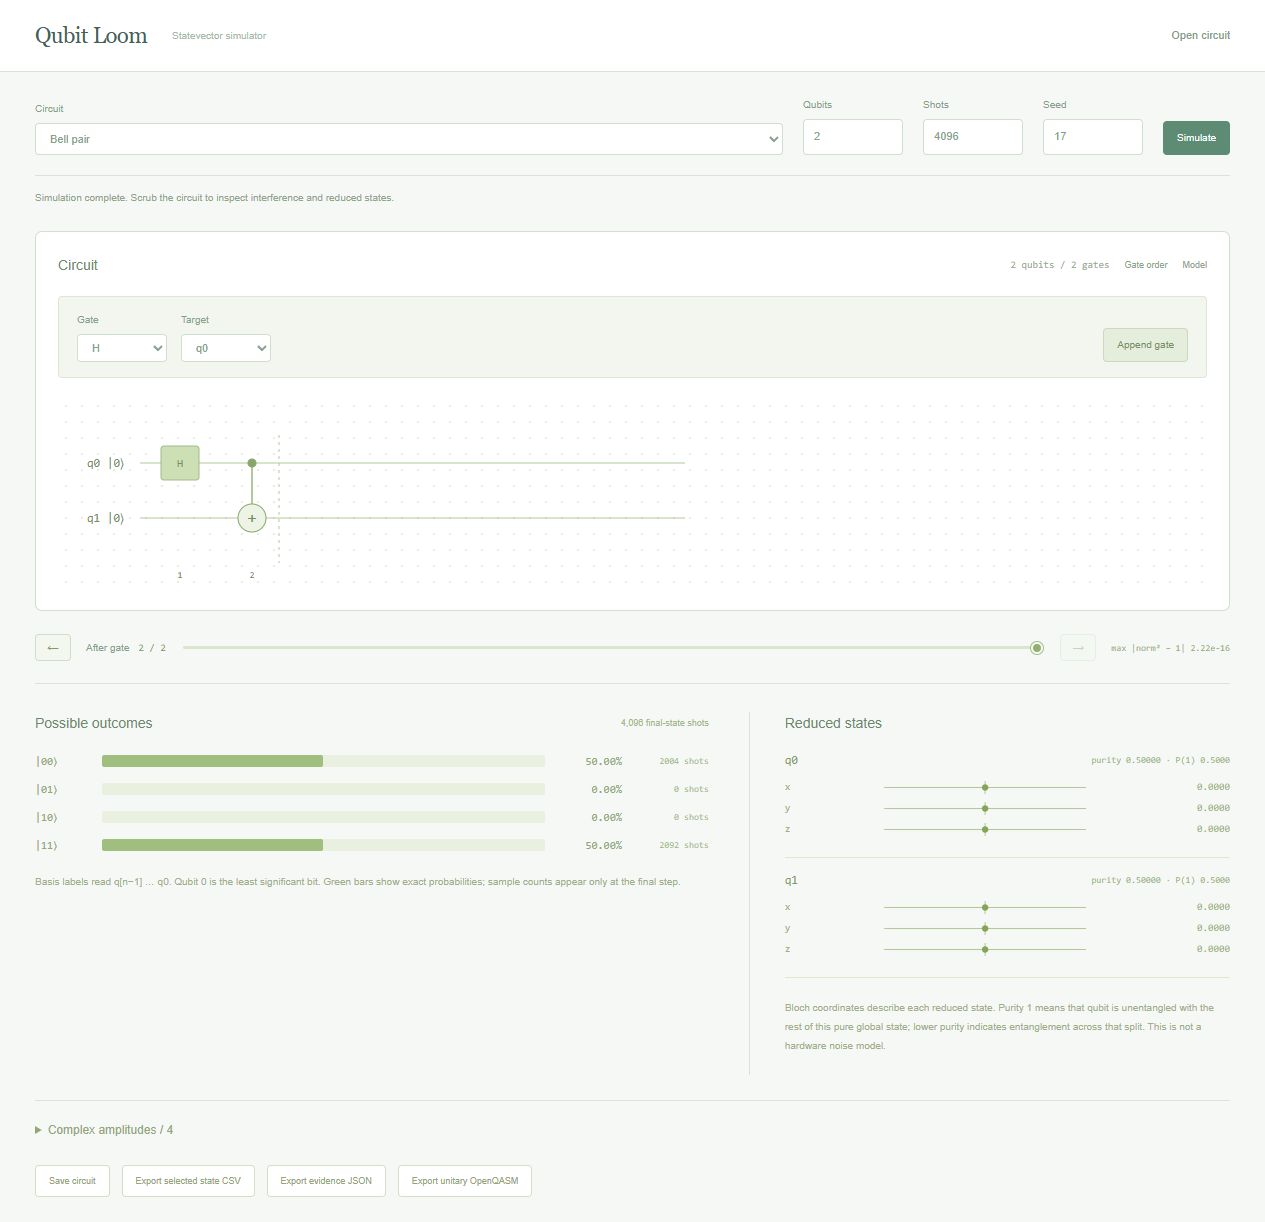 Qubit Loom Statevector simulator Open circuit
Circuit Qubits Shots Seed
Bell pair 2 4096 17 Simulate
Simulation complete. Scrub the circuit to inspect interference and reduced states.
Circuit 2 qubits / 2 gates Gate order Model
Gate Target
H q0 Append gate
q0 |0⟩ H
q1 |0⟩ +
1 2
← After gate 2 / 2 → max |norm² − 1| 2.22e-16
Possible outcomes 4,096 final-state shots
|00⟩ 50.00% 2004 shots
|01⟩ 0.00% 0 shots
|10⟩ 0.00% 0 shots
|11⟩ 50.00% 2092 shots
Basis labels read q[n−1] … q0. Qubit 0 is the least significant bit. Green bars show exact probabilities; sample counts appear only at the final step.
Reduced states
q0 purity 0.50000 · P(1) 0.5000
x 0.0000
y 0.0000
z 0.0000
q1 purity 0.50000 · P(1) 0.5000
x 0.0000
y 0.0000
z 0.0000
Bloch coordinates describe each reduced state. Purity 1 means that qubit is unentangled with the
rest of this pure global state; lower purity indicates entanglement across that split. This is not a
hardware noise model.
▶ Complex amplitudes / 4
Save circuit Export selected state CSV Export evidence JSON Export unitary OpenQASM